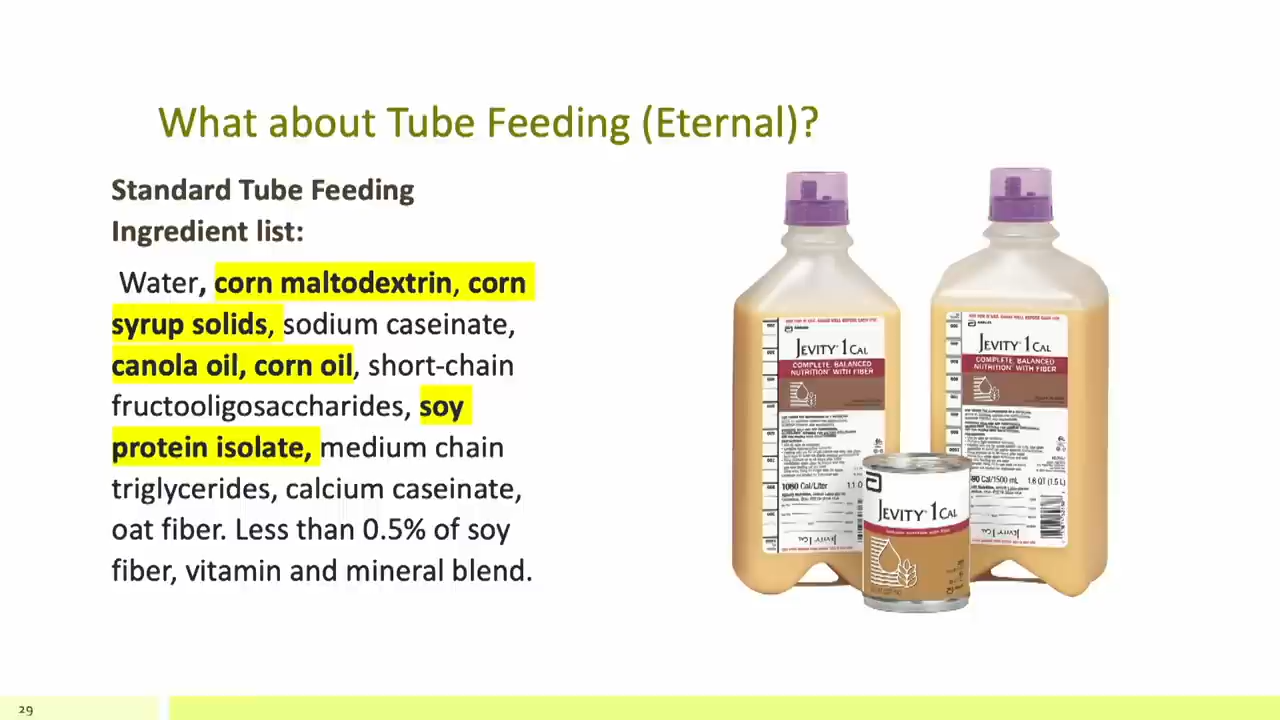 What about Tube Feeding (Eternal)?
Standard Tube Feeding
Ingredient list:
Water, corn maltodextrin, corn
syrup solids, sodium caseinate,
canola oil, corn oil, short-chain
fructooligosaccharides, soy
protein isolate, medium chain
triglycerides, calcium caseinate,
oat fiber. Less than 0.5% of soy
fiber, vitamin and mineral blend.
JEVITY 1 CAL
COMPLETE, BALANCED
NUTRITION WITH FIBER
1060 Cal/Liter
JEVITY 1 CAL
COMPLETE, BALANCED
NUTRITION WITH FIBER
Cal/1500 mL 1.6 QT (1.5 L)
JEVITY 1 CAL
29